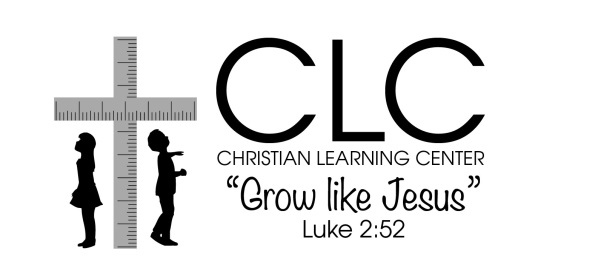 CLC
CHRISTIAN LEARNING CENTER
“Grow like Jesus”
Luke 2:52